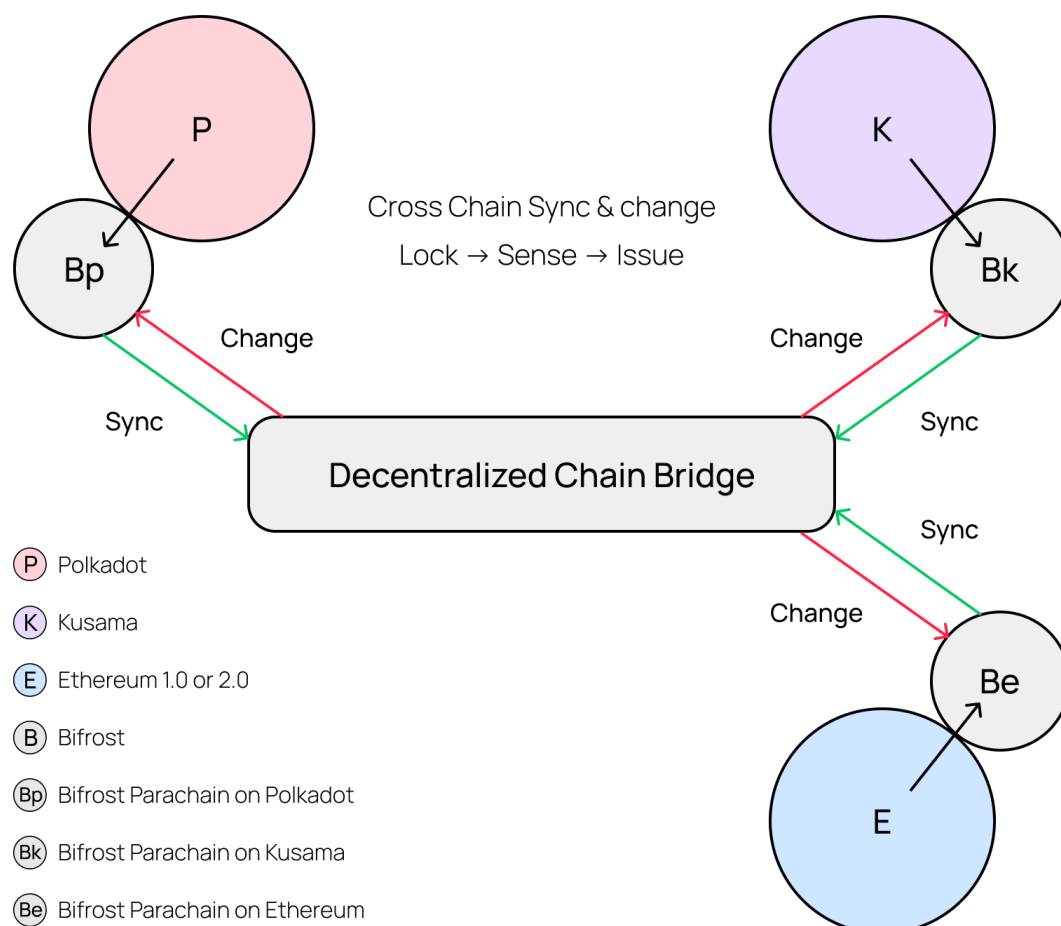 P
K
Cross Chain Sync & change
Lock → Sense → Issue
Bp
Bk
Change
Change
Sync
Sync
Decentralized Chain Bridge
Sync
Change
Be
E
P Polkadot
K Kusama
E Ethereum 1.0 or 2.0
B Bifrost
Bp Bifrost Parachain on Polkadot
Bk Bifrost Parachain on Kusama
Be Bifrost Parachain on Ethereum